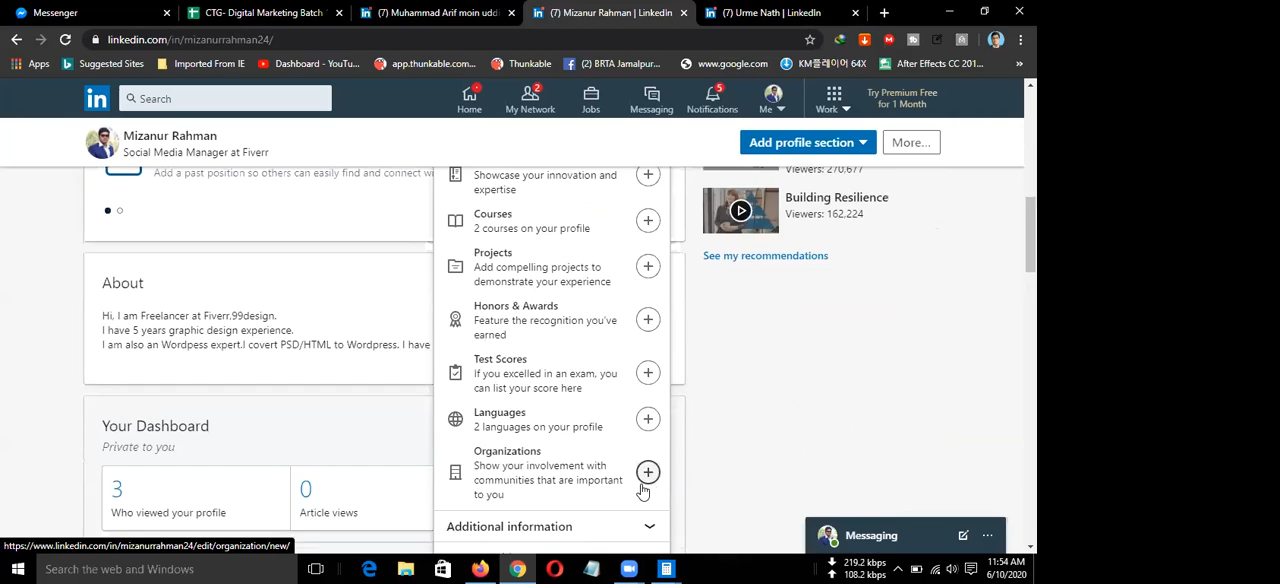 Messenger
CTG- Digital Marketing Batch
(7) Muhammad Arif moin uddi
(7) Mizanur Rahman | LinkedIn
(7) Urme Nath | LinkedIn
linkedin.com/in/mizanurrahman24/
Apps
Suggested Sites
Imported From IE
Dashboard - YouTu...
app.thunkable.com...
Thunkable
(2) BRTA Jamalpur...
www.google.com
KM플레이어 64X
After Effects CC 201...
»
in
Search
Home
2
My Network
Jobs
Messaging
5
Notifications
Me
Work
Try Premium Free
for 1 Month
Mizanur Rahman
Social Media Manager at Fiverr
Add profile section
More...
Add a past position so others can easily find and connect wi
About
Hi, I am Freelancer at Fiverr.99design.
I have 5 years graphic design experience.
I am also an Wordpess expert.I covert PSD/HTML to Wordpress. I have
Your Dashboard
Private to you
3
Who viewed your profile
0
Article views
Showcase your innovation and
expertise
Courses
2 courses on your profile
Projects
Add compelling projects to
demonstrate your experience
Honors & Awards
Feature the recognition you've
earned
Test Scores
If you excelled in an exam, you
can list your score here
Languages
2 languages on your profile
Organizations
Show your involvement with
communities that are important
to you
Additional information
Viewers: 270,677
Building Resilience
Viewers: 162,224
See my recommendations
Messaging
https://www.linkedin.com/in/mizanurrahman24/edit/organization/new/
Search the web and Windows
219.2 kbps
108.2 kbps
11:54 AM
6/10/2020